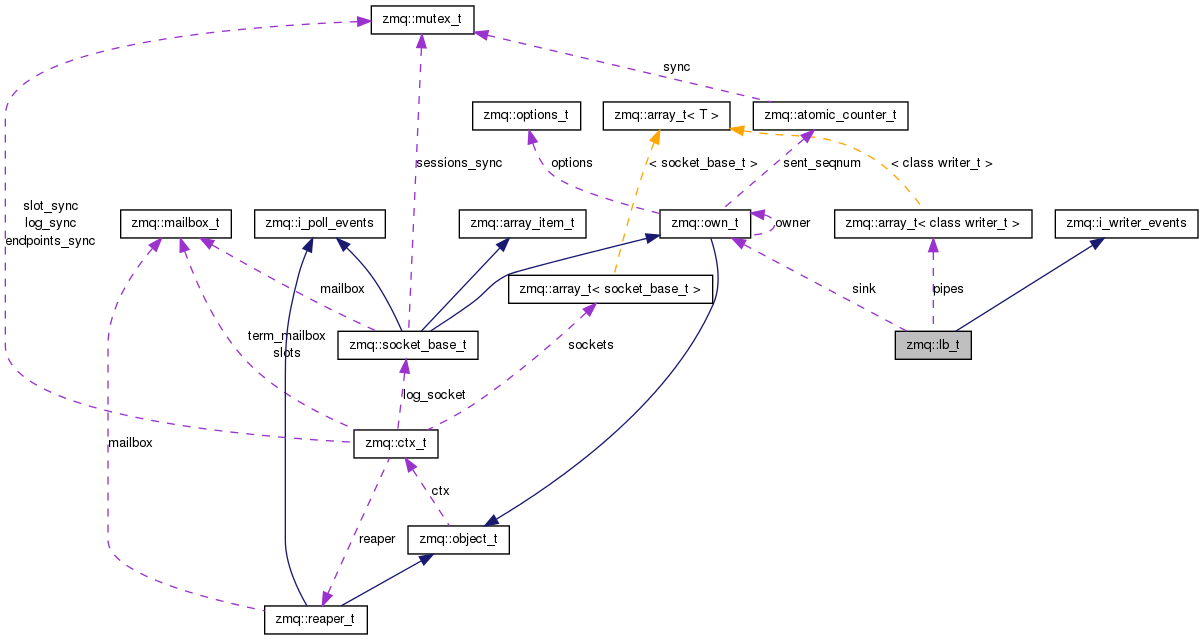 zmq::mutex_t
sync
zmq::options_t
zmq::array_t< T >
zmq::atomic_counter_t
sessions_sync
options
< socket_base_t >
sent_seqnum
< class writer_t >
slot_sync
log_sync
endpoints_sync
zmq::mailbox_t
zmq::i_poll_events
zmq::array_item_t
zmq::own_t
owner
zmq::array_t< class writer_t >
zmq::i_writer_events
mailbox
zmq::array_t< socket_base_t >
sink
pipes
term_mailbox
slots
zmq::socket_base_t
sockets
zmq::lb_t
log_socket
mailbox
zmq::ctx_t
ctx
reaper
zmq::object_t
zmq::reaper_t